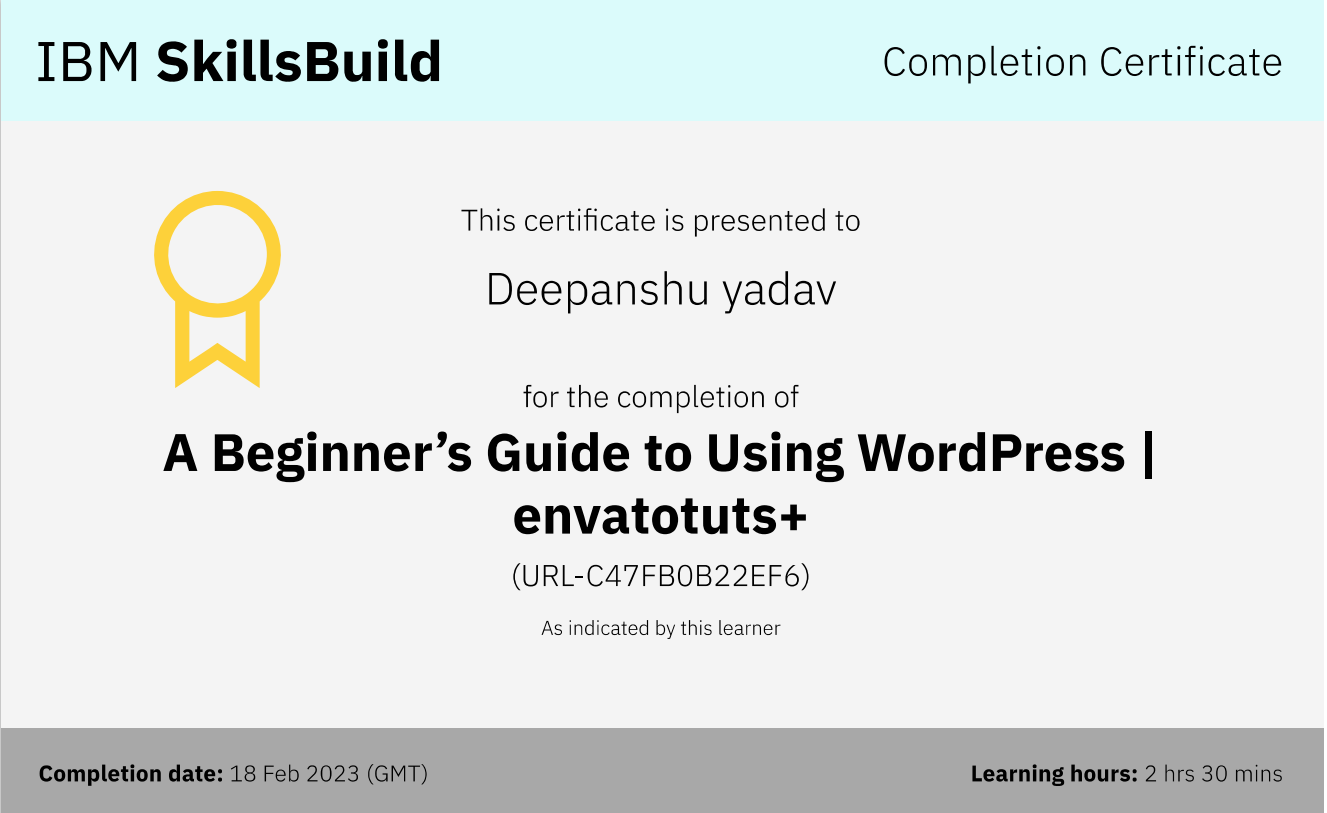 IBM SkillsBuild
Completion Certificate
This certificate is presented to
Deepanshu yadav
for the completion of
A Beginner’s Guide to Using WordPress |
envatotuts+
(URL-C47FB0B22EF6)
As indicated by this learner
Completion date: 18 Feb 2023 (GMT)
Learning hours: 2 hrs 30 mins